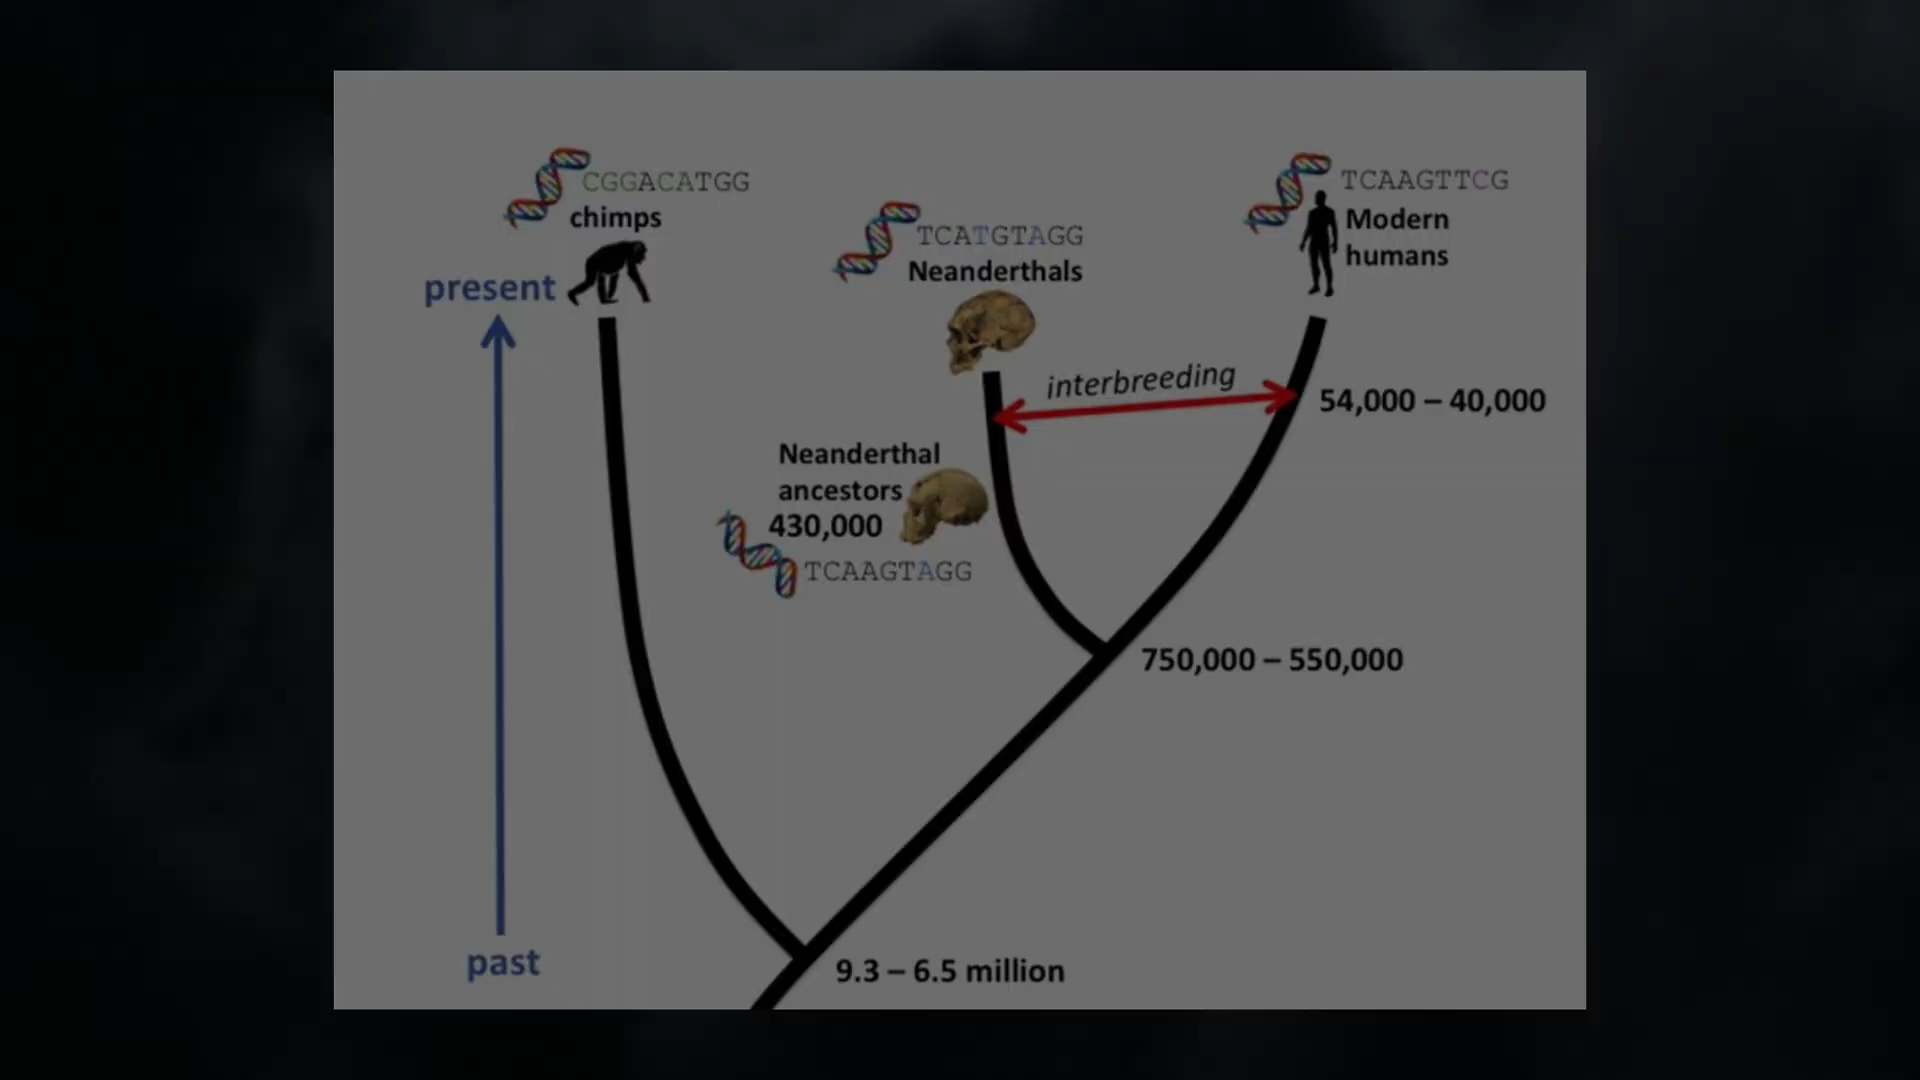 CGGACATGG
chimps
TCAAGTTCG
Modern
humans
TCATGTAGG
Neanderthals
present
interbreeding
54,000 – 40,000
Neanderthal
ancestors
430,000
TCAAGTAGG
750,000 – 550,000
past
9.3 – 6.5 million